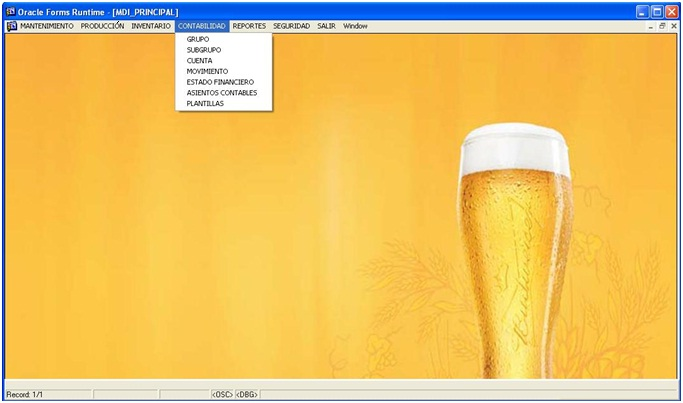 Oracle Forms Runtime - [MDI_PRINCIPAL]
MANTENIMIENTO PRODUCCIÓN INVENTARIO CONTABILIDAD REPORTES SEGURIDAD SALIR Window
GRUPO
SUBGRUPO
CUENTA
MOVIMIENTO
ESTADO FINANCIERO
ASIENTOS CONTABLES
PLANTILLAS
Budweiser
Record: 1/1 <OSC> <DBG>